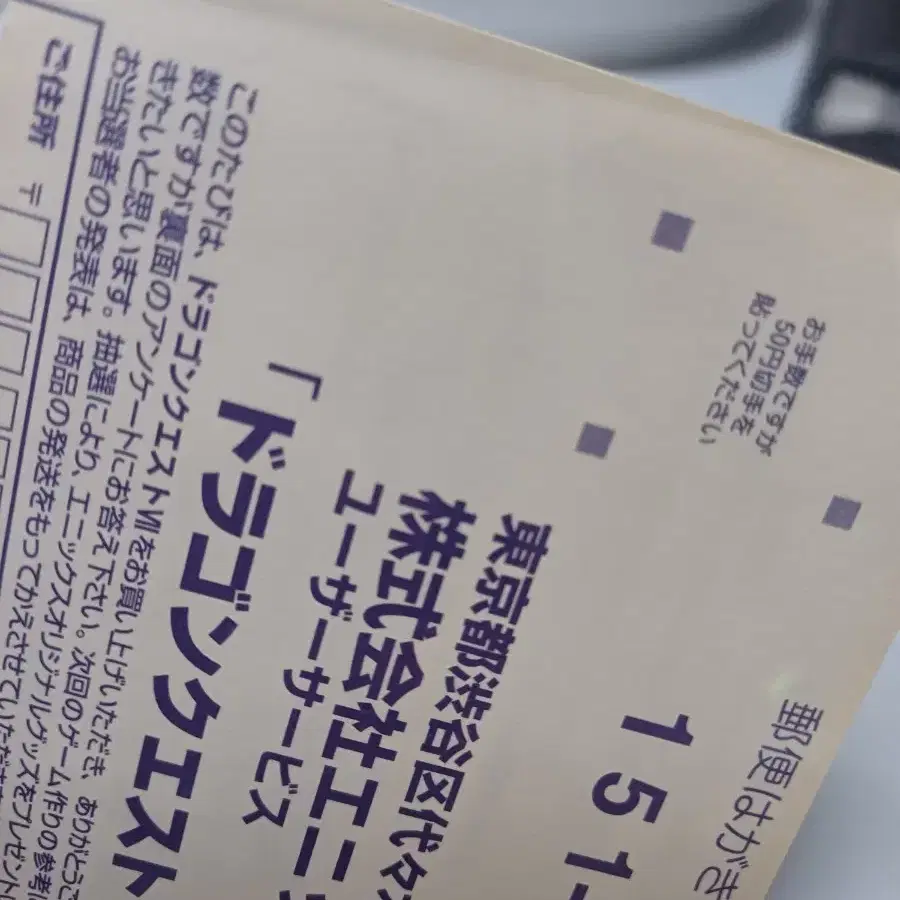 郵便はがき
151-
お手数ですが
50円切手を
貼ってください
東京都渋谷区代々
株式会社エニ
ユーザーサービス
「ドラゴンクエスト
このたびは、ドラゴンクエストⅦをお買い上げいただき、ありがとうご
数ですが裏面のアンケートにお答え下さい。次回のゲーム作りの参考に
きたいと思います。抽選により、エニックスオリジナルグッズをプレゼント
お当選者の発表は、商品の発送をもってかえさせていただき
ご住所 〒